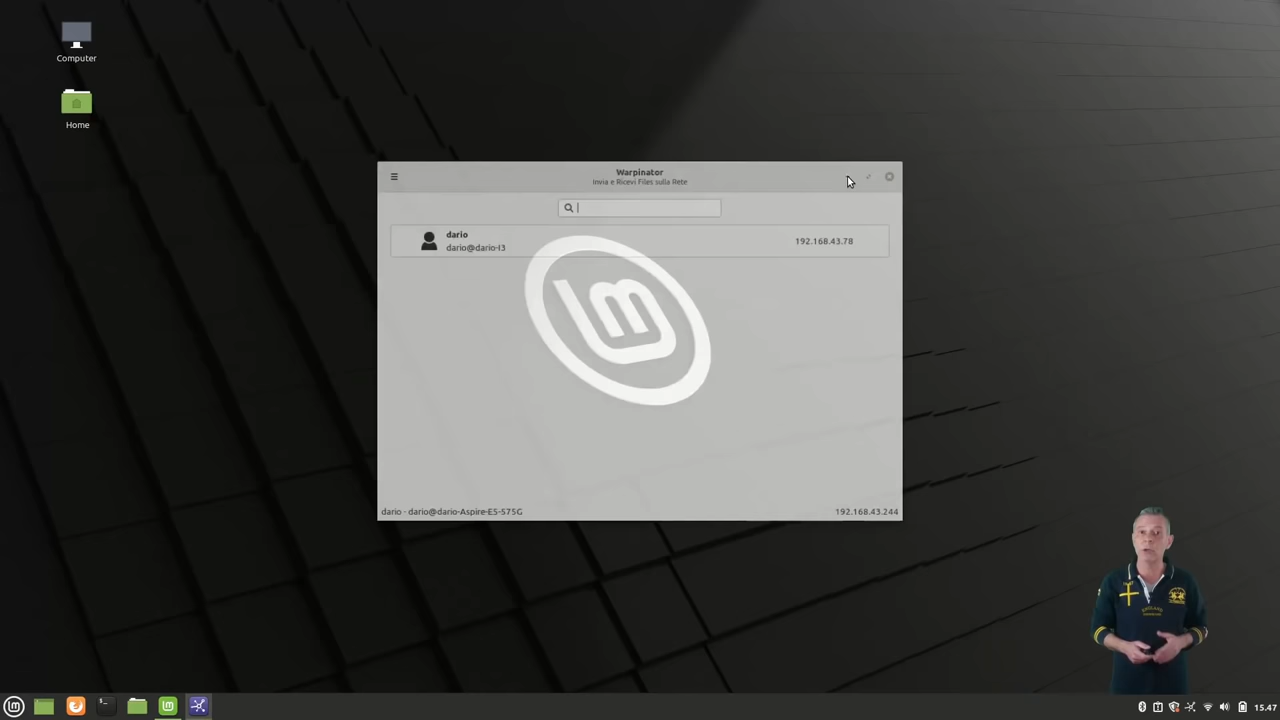 Computer
Home
Warpinator
Invia e Ricevi Files sulla Rete
dario
dario@dario-I3
192.168.43.78
dario - dario@dario-Aspire-E5-575G
192.168.43.244
15.47